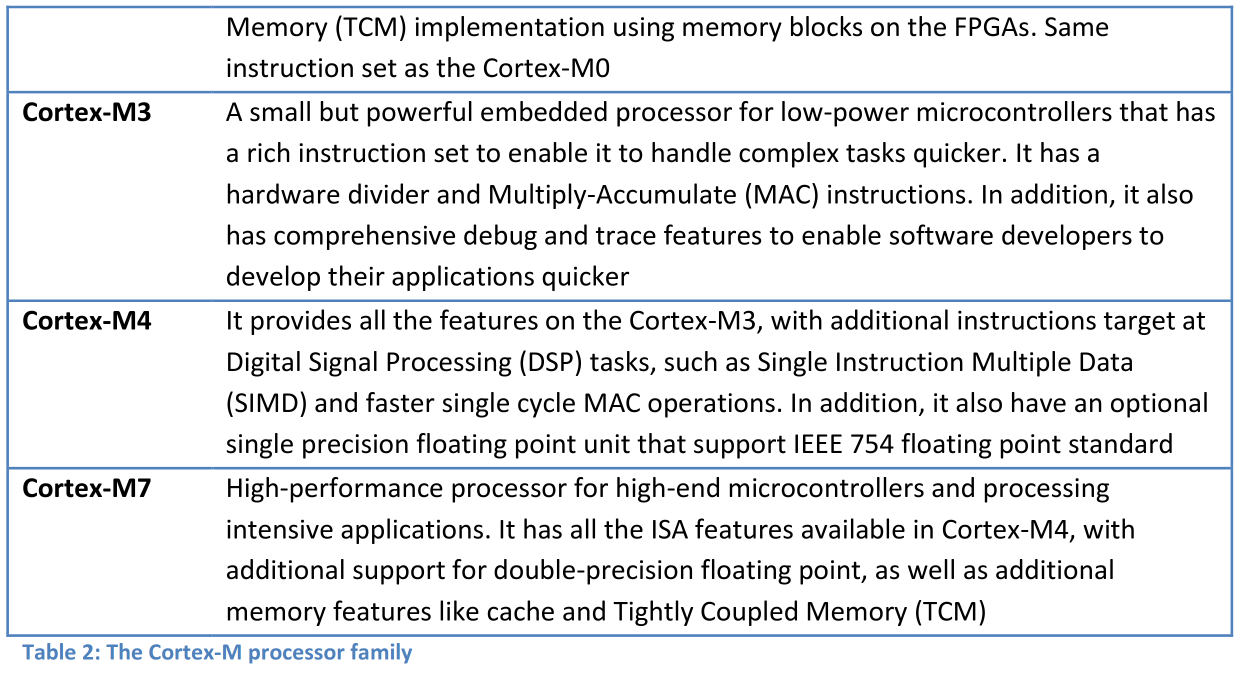 Memory (TCM) implementation using memory blocks on the FPGAs. Same
instruction set as the Cortex-M0
Cortex-M3 A small but powerful embedded processor for low-power microcontrollers that has
a rich instruction set to enable it to handle complex tasks quicker. It has a
hardware divider and Multiply-Accumulate (MAC) instructions. In addition, it also
has comprehensive debug and trace features to enable software developers to
develop their applications quicker
Cortex-M4 It provides all the features on the Cortex-M3, with additional instructions target at
Digital Signal Processing (DSP) tasks, such as Single Instruction Multiple Data
(SIMD) and faster single cycle MAC operations. In addition, it also have an optional
single precision floating point unit that support IEEE 754 floating point standard
Cortex-M7 High-performance processor for high-end microcontrollers and processing
intensive applications. It has all the ISA features available in Cortex-M4, with
additional support for double-precision floating point, as well as additional
memory features like cache and Tightly Coupled Memory (TCM)
Table 2: The Cortex-M processor family